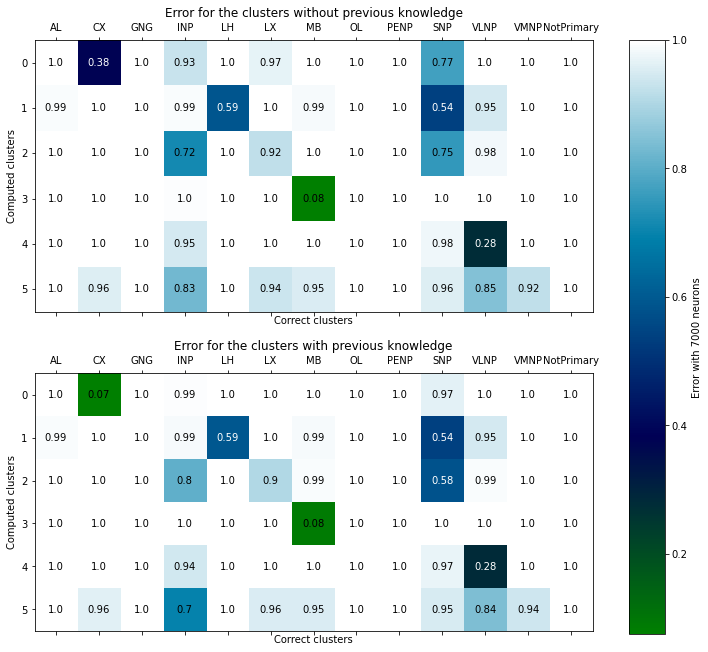 Error for the clusters without previous knowledge
AL CX GNG INP LH LX MB OL PENP SNP VLNP VMNP NotPrimary
0 1.0 0.38 1.0 0.93 1.0 0.97 1.0 1.0 1.0 0.77 1.0 1.0 1.0
1 0.99 1.0 1.0 0.99 0.59 1.0 0.99 1.0 1.0 0.54 0.95 1.0 1.0
2 1.0 1.0 1.0 0.72 1.0 0.92 1.0 1.0 1.0 0.75 0.98 1.0 1.0
3 1.0 1.0 1.0 1.0 1.0 1.0 0.08 1.0 1.0 1.0 1.0 1.0 1.0
4 1.0 1.0 1.0 0.95 1.0 1.0 1.0 1.0 1.0 0.98 0.28 1.0 1.0
5 1.0 0.96 1.0 0.83 1.0 0.94 0.95 1.0 1.0 0.96 0.85 0.92 1.0
Computed clusters
Correct clusters
Error for the clusters with previous knowledge
AL CX GNG INP LH LX MB OL PENP SNP VLNP VMNP NotPrimary
0 1.0 0.07 1.0 0.99 1.0 1.0 1.0 1.0 1.0 0.97 1.0 1.0 1.0
1 0.99 1.0 1.0 0.99 0.59 1.0 0.99 1.0 1.0 0.54 0.95 1.0 1.0
2 1.0 1.0 1.0 0.8 1.0 0.9 0.99 1.0 1.0 0.58 0.99 1.0 1.0
3 1.0 1.0 1.0 1.0 1.0 1.0 0.08 1.0 1.0 1.0 1.0 1.0 1.0
4 1.0 1.0 1.0 0.94 1.0 1.0 1.0 1.0 1.0 0.97 0.28 1.0 1.0
5 1.0 0.96 1.0 0.7 1.0 0.96 0.95 1.0 1.0 0.95 0.84 0.94 1.0
Computed clusters
Correct clusters
1.0
0.8
0.6
0.4
0.2
Error with 7000 neurons